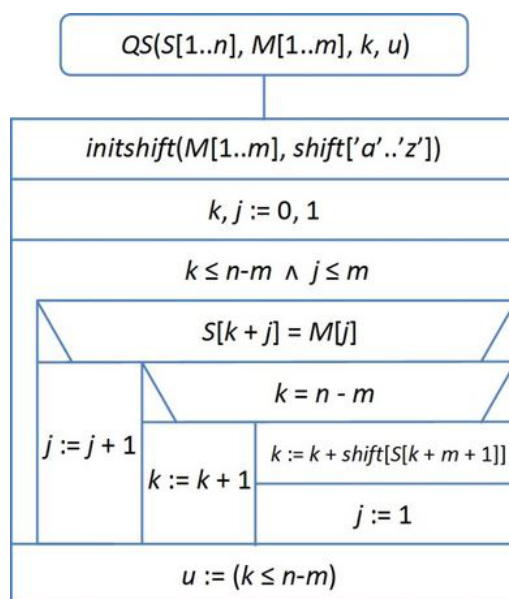 QS(S[1..n], M[1..m], k, u)
initshift(M[1..m], shift['a'..'z'])
k, j := 0, 1
k ≤ n-m ∧ j ≤ m
S[k + j] = M[j]
k = n - m
j := j + 1
k := k + 1
k := k + shift[S[k + m + 1]]
j := 1
u := (k ≤ n-m)